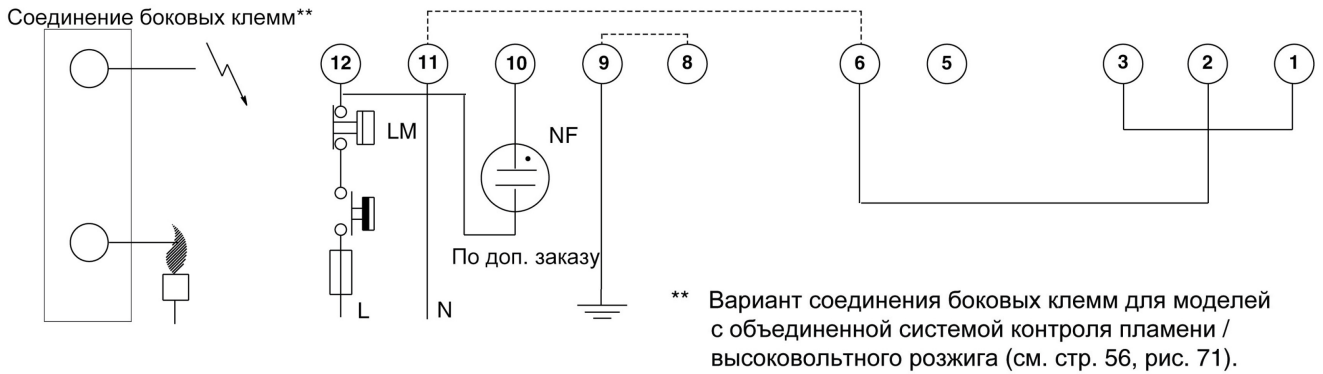 Соединение боковых клемм**
12 11 10 9 8 6 5 3 2 1
LM
NF
По доп. заказу
L N
** Вариант соединения боковых клемм для моделей
с объединенной системой контроля пламени /
высоковольтного розжига (см. стр. 56, рис. 71).